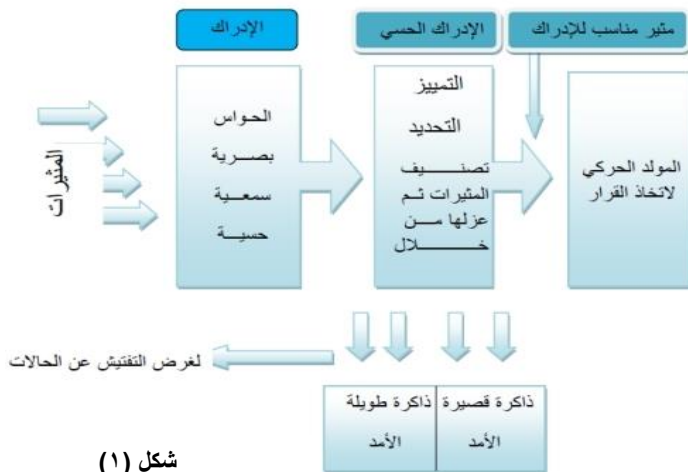 الإدراك
الإدراك الحسي
مثير مناسب للإدراك
المثيرات
الحواس
بصرية
سمعية
حسية
التمييز
التحديد
تصنيف
المثيرات ثم
عزلها من
خلال
المولد الحركي
لاتخاذ القرار
لغرض التفتيش عن الحالات
ذاكرة قصيرة
الأمد
ذاكرة طويلة
الأمد
شكل (١)